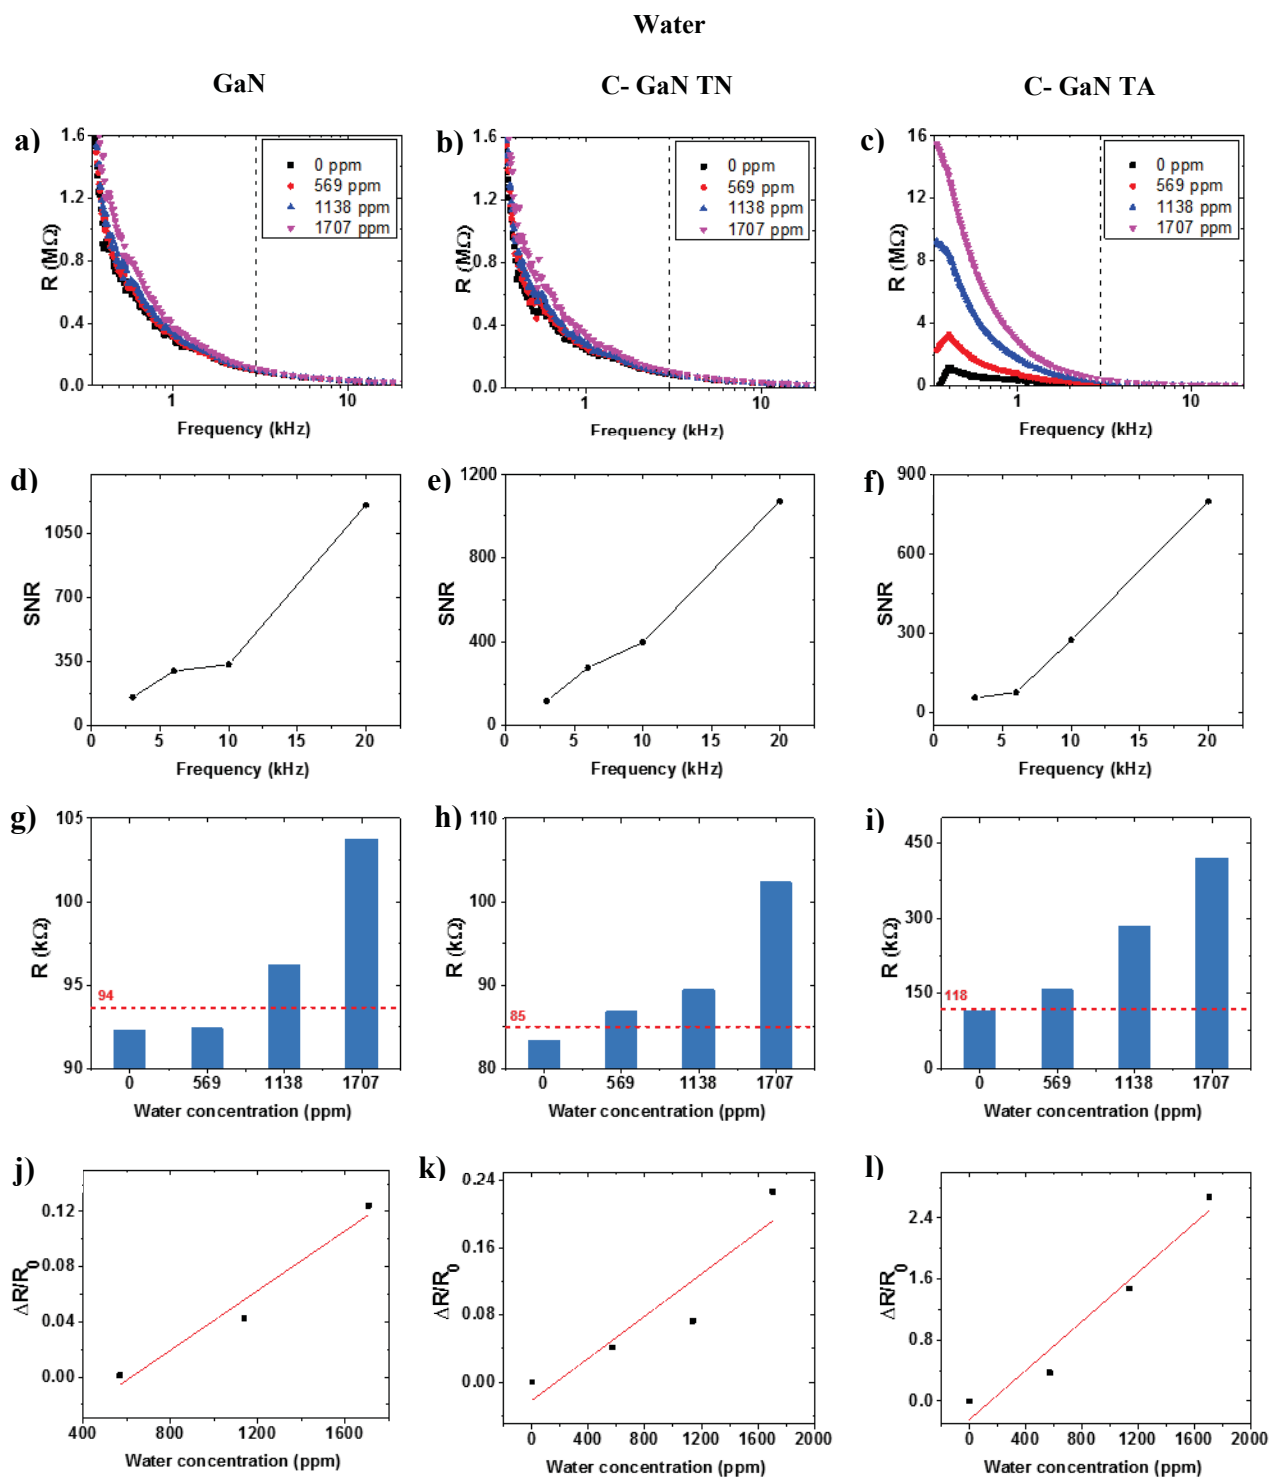 Water
GaN
C- GaN TN
C- GaN TA
a)
1.6
1.2
0.8
0.4
0.0
R (MΩ)
0 ppm
569 ppm
1138 ppm
1707 ppm
1
10
Frequency (kHz)
b)
1.6
1.2
0.8
0.4
0.0
R (MΩ)
0 ppm
569 ppm
1138 ppm
1707 ppm
1
10
Frequency (kHz)
c)
16
12
8
4
0
R (MΩ)
0 ppm
569 ppm
1138 ppm
1707 ppm
1
10
Frequency (kHz)
d)
1050
700
350
0
SNR
0 5 10 15 20
Frequency (kHz)
e)
1200
800
400
0
SNR
0 5 10 15 20
Frequency (kHz)
f)
900
600
300
0
SNR
0 5 10 15 20
Frequency (kHz)
g)
105
100
95
90
R (kΩ)
94
0 569 1138 1707
Water concentration (ppm)
h)
110
100
90
80
R (kΩ)
85
0 569 1138 1707
Water concentration (ppm)
i)
450
300
150
0
R (kΩ)
118
0 569 1138 1707
Water concentration (ppm)
j)
0.12
0.08
0.04
0.00
ΔR/R0
400 800 1200 1600
Water concentration (ppm)
k)
0.24
0.16
0.08
0.00
ΔR/R0
0 400 800 1200 1600 2000
Water concentration (ppm)
l)
2.4
1.6
0.8
0.0
ΔR/R0
0 400 800 1200 1600 2000
Water concentration (ppm)